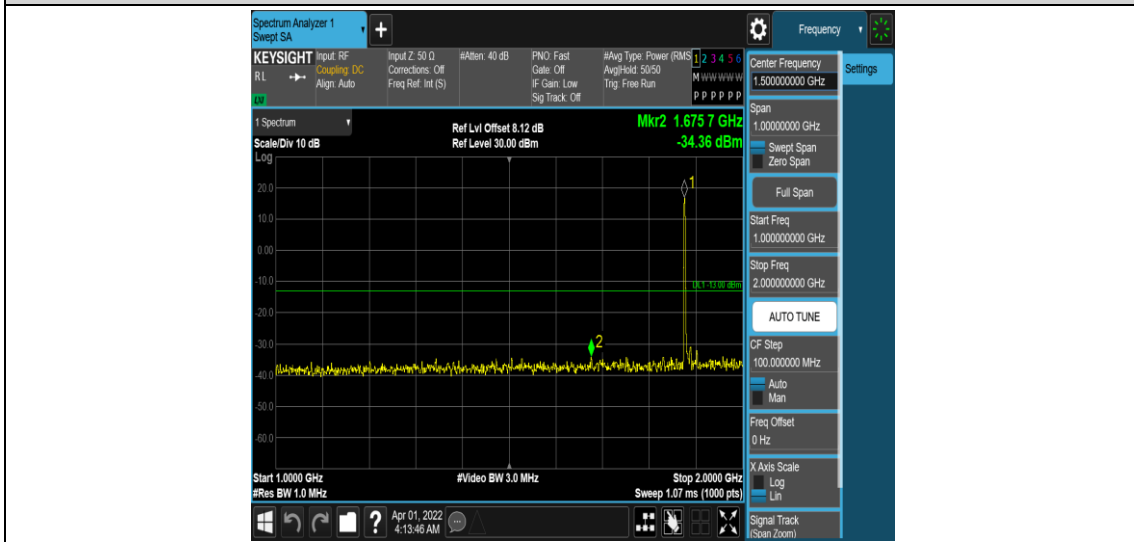 Spectrum Analyzer 1
Swept SA
+
Frequency
KEYSIGHT
RL
Input: RF
Coupling: DC
Align: Auto
Input Z: 50 Ω
Corrections: Off
Freq Ref: Int (S)
#Atten: 40 dB
PNO: Fast
Gate: Off
IF Gain: Low
Sig Track: Off
#Avg Type: Power (RMS
Avg|Hold: 50/50
Trig: Free Run
1 2 3 4 5 6
M W W W W W
P P P P P P
1 Spectrum
Scale/Div 10 dB
Log
Ref Lvl Offset 8.12 dB
Ref Level 30.00 dBm
Mkr2 1.675 7 GHz
-34.36 dBm
20.0
10.0
0.00
-10.0
-20.0
-30.0
-40.0
-50.0
-60.0
1
2
DL1 -13.00 dBm
Start 1.0000 GHz
#Res BW 1.0 MHz
#Video BW 3.0 MHz
Stop 2.0000 GHz
Sweep 1.07 ms (1000 pts)
Center Frequency
1.500000000 GHz
Settings
Span
1.00000000 GHz
Swept Span
Zero Span
Full Span
Start Freq
1.000000000 GHz
Stop Freq
2.000000000 GHz
AUTO TUNE
CF Step
100.000000 MHz
Auto
Man
Freq Offset
0 Hz
X Axis Scale
Log
Lin
Signal Track
(Span Zoom)
?
Apr 01, 2022
4:13:46 AM